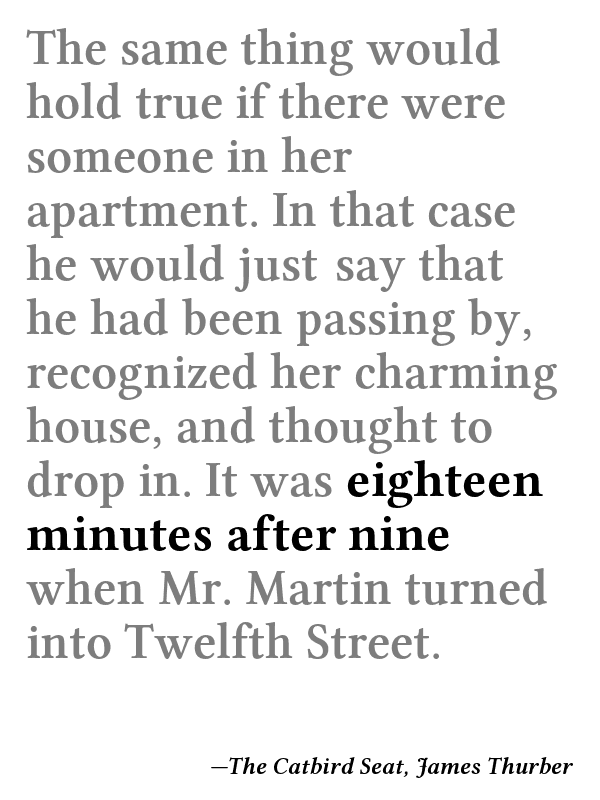 The same thing would
hold true if there were
someone in her
apartment. In that case
he would just say that
he had been passing by,
recognized her charming
house, and thought to
drop in. It was eighteen
minutes after nine
when Mr. Martin turned
into Twelfth Street.
—The Catbird Seat, James Thurber